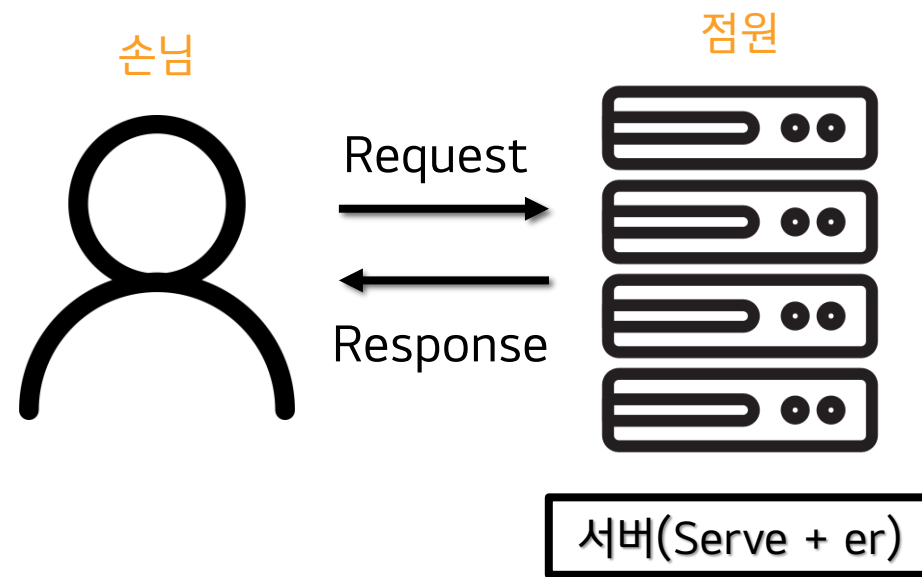 손님
점원
Request
Response
서버(Serve + er)